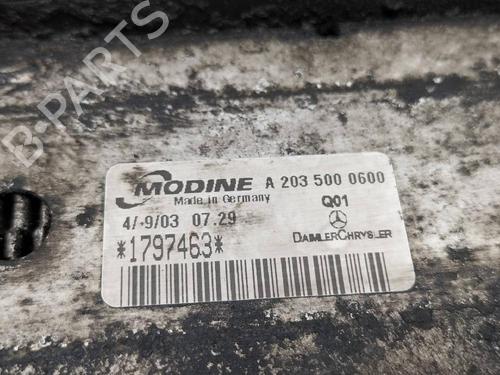 B-PARTS
MODINE A 203 500 0600
Made in Germany
Q01
4/-9/03 07.29
*1797463*
DAIMLERCHRYSLER